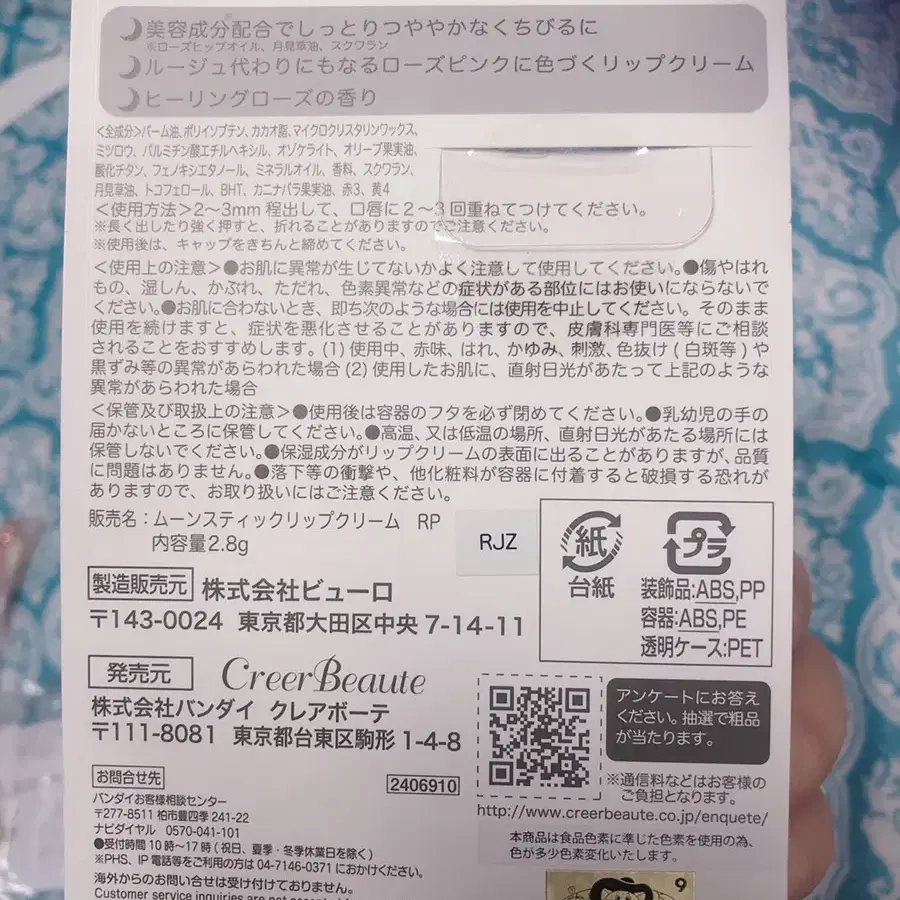 美容成分配合でしっとりつややかなくちびるに
※ローズヒップオイル、月見草油、スクワラン
ルージュ代わりにもなるローズピンクに色づくリップクリーム
ヒーリングローズの香り
<全成分>パーム油、ポリイソブテン、カカオ脂、マイクロクリスタリンワックス、
ミツロウ、パルミチン酸エチルヘキシル、オゾケライト、オリーブ果実油、
酸化チタン、フェノキシエタノール、ミネラルオイル、香料、スクワラン、
月見草油、トコフェロール、BHT、カニナバラ果実油、赤3、黄4
<使用方法>2〜3mm 程出して、口唇に2〜3回重ねてつけてください。
※長く出したり強く押すと、折れることがありますのでご注意ください。
※使用後は、キャップをきちんと締めてください。
<使用上の注意>●お肌に異常が生じてないかよく注意して使用してください。●傷やはれ
もの、湿しん、かぶれ、ただれ、色素異常などの症状がある部位にはお使いにならないで
ください。●お肌に合わないとき、即ち次のような場合には使用を中止してください。そのまま
使用を続けますと、症状を悪化させることがありますので、皮膚科専門医等にご相談
されることをおすすめします。(1) 使用中、赤味、はれ、かゆみ、刺激、色抜け(白斑等)や
黒ずみ等の異常があらわれた場合 (2) 使用したお肌に、直射日光があたって上記のような
異常があらわれた場合
<保管及び取扱上の注意>●使用後は容器のフタを必ず閉めてください。●乳幼児の手の
届かないところに保管してください。●高温、又は低温の場所、直射日光があたる場所には
保管しないでください。●保湿成分がリップクリームの表面に出ることがありますが、品質
に問題はありません。●落下等の衝撃や、他化粧料が容器に付着すると破損する恐れが
ありますので、お取り扱いにはご注意ください。
販売名：ムーンスティックリップクリーム RP
内容量2.8g
RJZ
紙
台紙
プラ
装飾品:ABS,PP
容器:ABS,PE
透明ケース:PET
製造販売元 株式会社ビューロ
〒143-0024 東京都大田区中央 7-14-11
発売元 CreerBeaute
株式会社バンダイ クレアボーテ
〒111-8081 東京都台東区駒形 1-4-8
アンケートにお答え
ください。抽選で粗品
が当たります。
※通信料などはお客様の
ご負担となります。
http://www.creerbeaute.co.jp/enquete/
お問合せ先
2406910
バンダイお客様相談センター
〒277-8511 柏市豊四季 241-22
ナビダイヤル 0570-041-101
●受付時間 10時〜17時 (祝日、夏季・冬季休業日を除く)
※PHS、IP 電話等をご利用の方は 04-7146-0371 におかけください。
海外からのお問い合せは受け付けておりません。
Customer service inquiries are not accepted
本商品は食品色素に準じた色素を使用の為、
色が多少色素変化いたします。
9